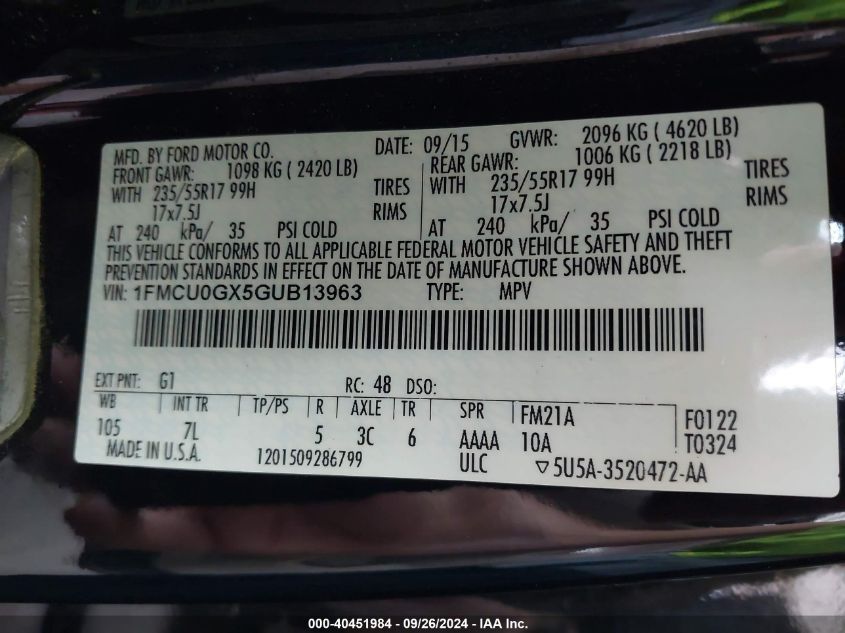 MFD. BY FORD MOTOR CO. DATE: 09/15 GVWR: 2096 KG ( 4620 LB)
FRONT GAWR: 1098 KG ( 2420 LB) REAR GAWR: 1006 KG ( 2218 LB)
WITH 235/55R17 99H TIRES WITH 235/55R17 99H TIRES
17x7.5J RIMS 17x7.5J RIMS
AT 240 kPa/ 35 PSI COLD AT 240 kPa/ 35 PSI COLD
THIS VEHICLE CONFORMS TO ALL APPLICABLE FEDERAL MOTOR VEHICLE SAFETY AND THEFT
PREVENTION STANDARDS IN EFFECT ON THE DATE OF MANUFACTURE SHOWN ABOVE.
VIN: 1FMCU0GX5GUB13963 TYPE: MPV
EXT PNT: G1 RC: 48 DSO:
WB INT TR TP/PS R AXLE TR SPR FM21A F0122
105 7L 5 3C 6 AAAA 10A T0324
MADE IN U.S.A. 1201509286799 ULC ▽5U5A-3520472-AA
000-40451984 - 09/26/2024 - IAA Inc.